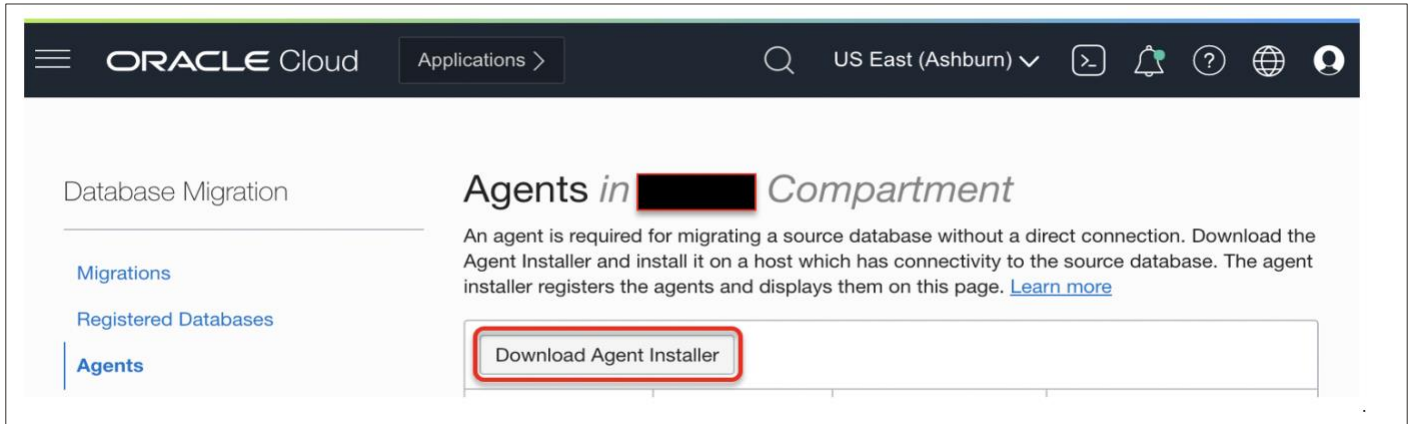 ORACLE Cloud Applications > US East (Ashburn)
Database Migration
Migrations
Registered Databases
Agents
Agents in Compartment
An agent is required for migrating a source database without a direct connection. Download the
Agent Installer and install it on a host which has connectivity to the source database. The agent
installer registers the agents and displays them on this page. Learn more
Download Agent Installer
.